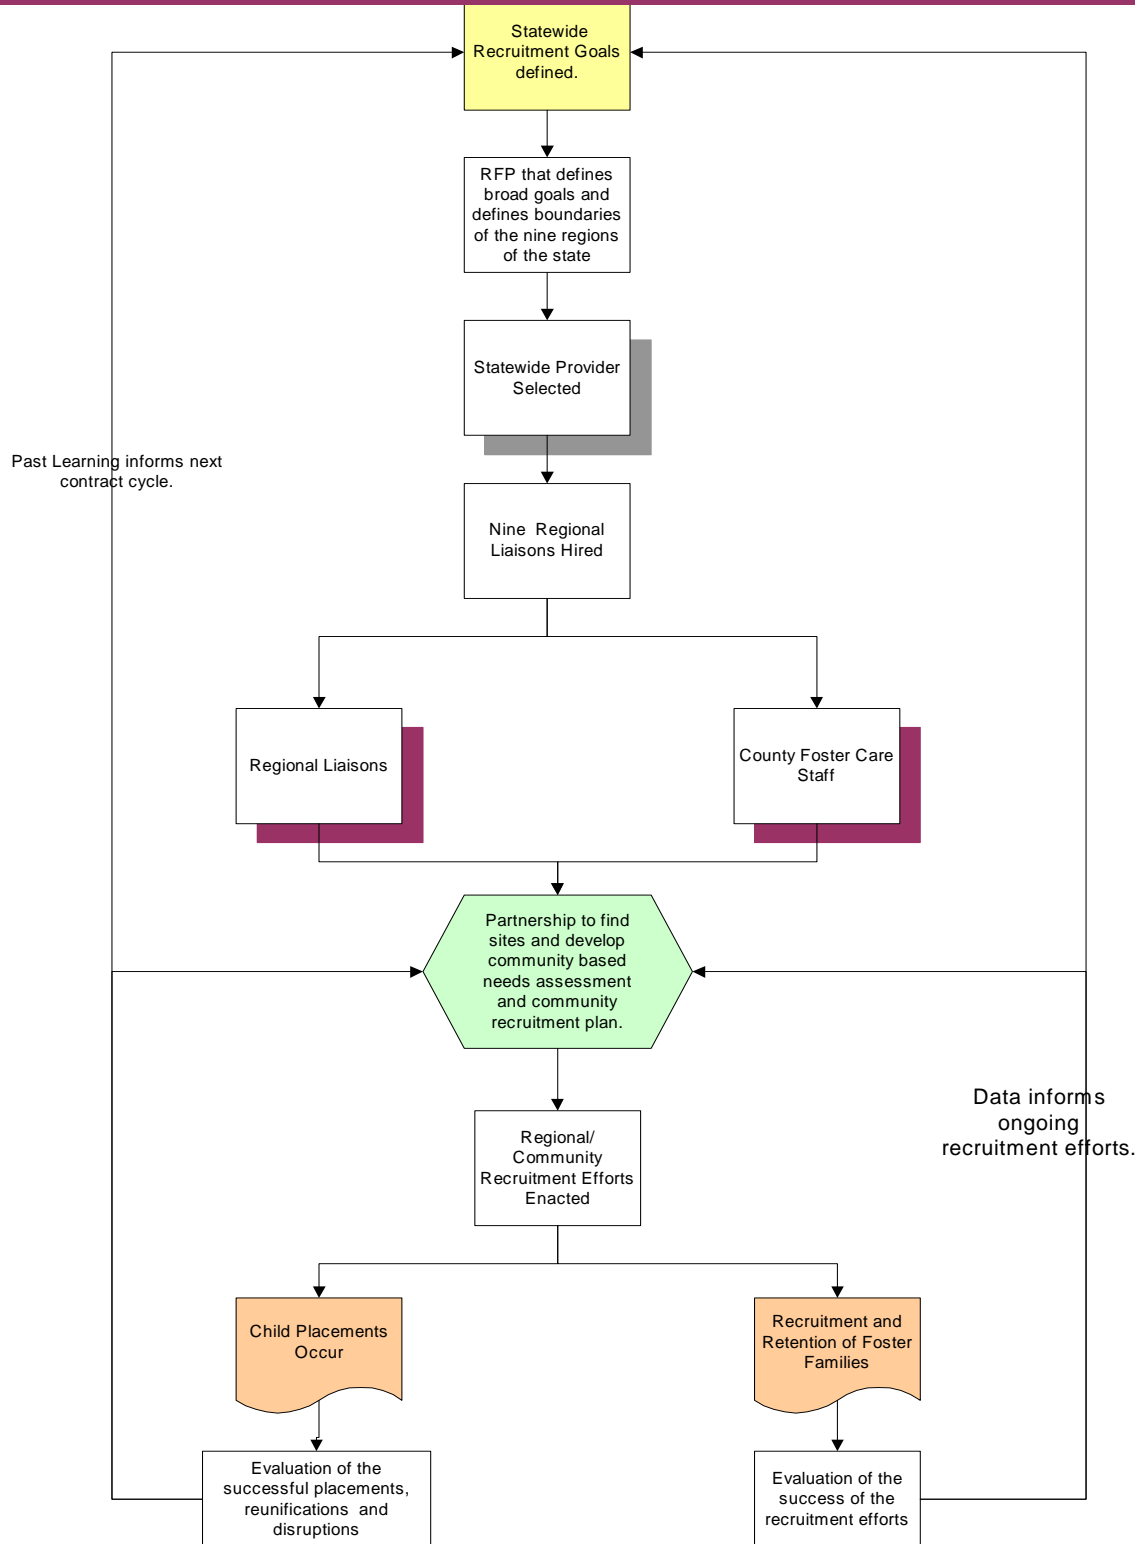 Statewide
Recruitment Goals
defined.
RFP that defines
broad goals and
defines boundaries
of the nine regions
of the state
Statewide Provider
Selected
Past Learning informs next
contract cycle.
Nine Regional
Liaisons Hired
Regional Liaisons
County Foster Care
Staff
Partnership to find
sites and develop
community based
needs assessment
and community
recruitment plan.
Data informs
ongoing
recruitment efforts.
Regional/
Community
Recruitment Efforts
Enacted
Child Placements
Occur
Recruitment and
Retention of Foster
Families
Evaluation of the
successful placements,
reunifications and
disruptions
Evaluation of the
success of the
recruitment efforts